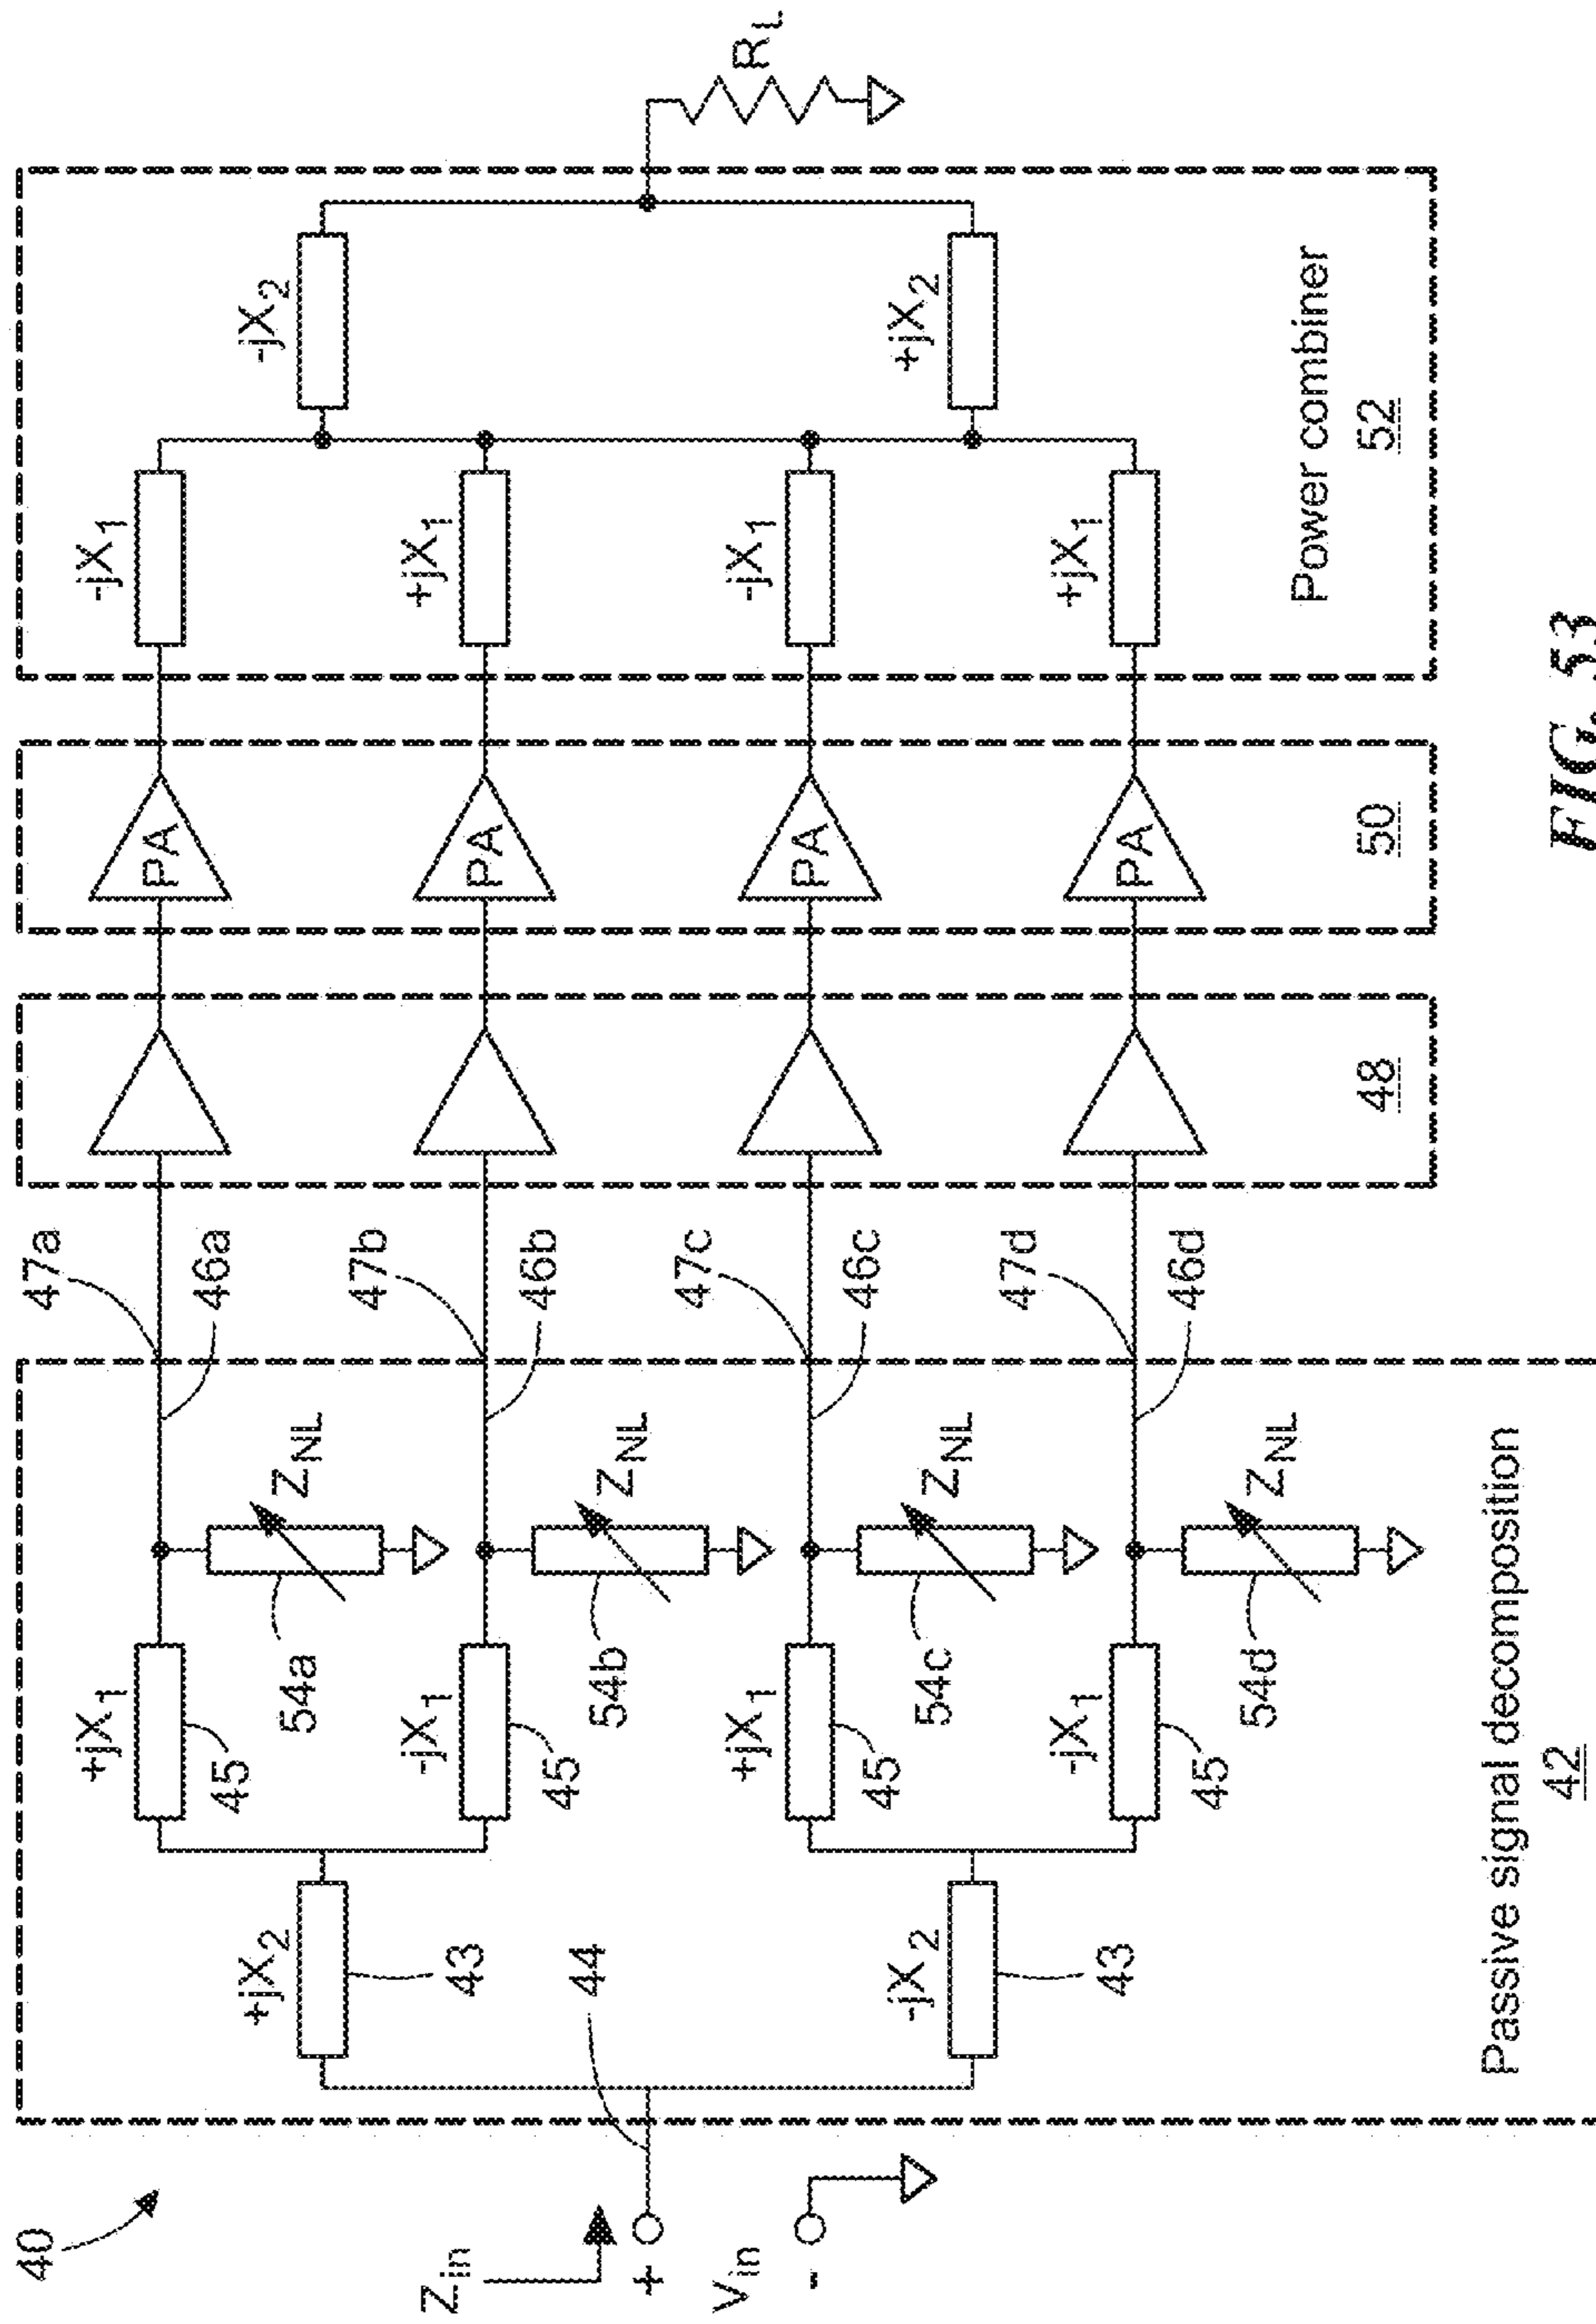 40
Z_in
+
V_in
-
44
+jX_2
43
-jX_2
43
+jX_1
45
-jX_1
45
+jX_1
45
-jX_1
45
54a
Z_NL
54b
Z_NL
54c
Z_NL
54d
Z_NL
Passive signal decomposition
42
47a
46a
47b
46b
47c
46c
47d
46d
48
PA
PA
PA
PA
50
-jX_1
+jX_1
-jX_1
+jX_1
-jX_2
+jX_2
Power combiner
52
R_L
FIG. 53